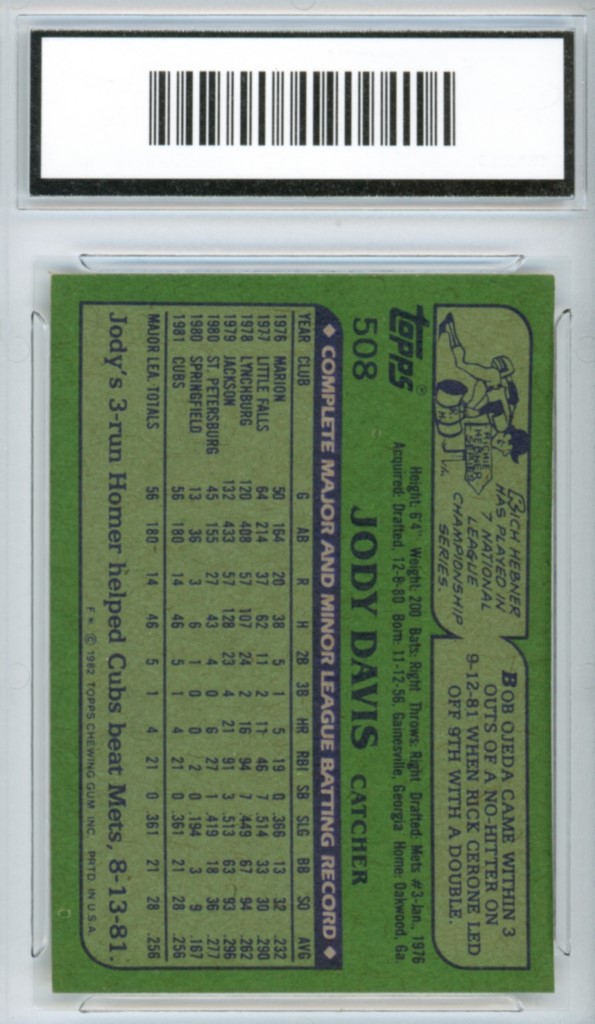 RICH HEBNER
HAS PLAYED IN
7 NATIONAL
LEAGUE
CHAMPIONSHIP
SERIES.
RICHIE
HEBNER
SERIES
BOB OJEDA CAME WITHIN 3
OUTS OF A NO-HITTER ON
9-12-81 WHEN RICK CERONE LED
OFF 9TH WITH A DOUBLE.
topps®
508
Height: 6'4" Weight: 200 Bats: Right Throws: Right Drafted: Mets #3-Jan., 1976
Acquired: Drafted, 12-8-80 Born: 11-12-56, Gainesville, Georgia Home: Oakwood, Ga.
JODY DAVIS CATCHER
◆ COMPLETE MAJOR AND MINOR LEAGUE BATTING RECORD ◆
YEAR CLUB G AB R H 2B 3B HR RBI SB SLG BB SO AVG
1976 MARION 50 164 20 38 5 1 5 19 0 .366 13 32 .232
1977 LITTLE FALLS 64 214 37 62 11 2 11 46 7 .514 33 30 .290
1978 LYNCHBURG 120 408 57 107 24 2 16 94 7 .449 67 94 .262
1979 JACKSON 132 433 57 128 23 4 21 91 3 .513 63 93 .296
1980 ST. PETERSBURG 45 155 27 43 4 0 6 27 1 .419 18 36 .277
1980 SPRINGFIELD 13 36 3 6 1 0 0 2 0 .194 3 9 .167
1981 CUBS 56 180 14 46 5 1 4 21 0 .361 21 28 .256
MAJOR LEA. TOTALS 56 180 14 46 5 1 4 21 0 .361 21 28 .256
Jody's 3-run Homer helped Cubs beat Mets, 8-13-81.
F* © 1982 TOPPS CHEWING GUM, INC. PRTD. IN U.S.A.